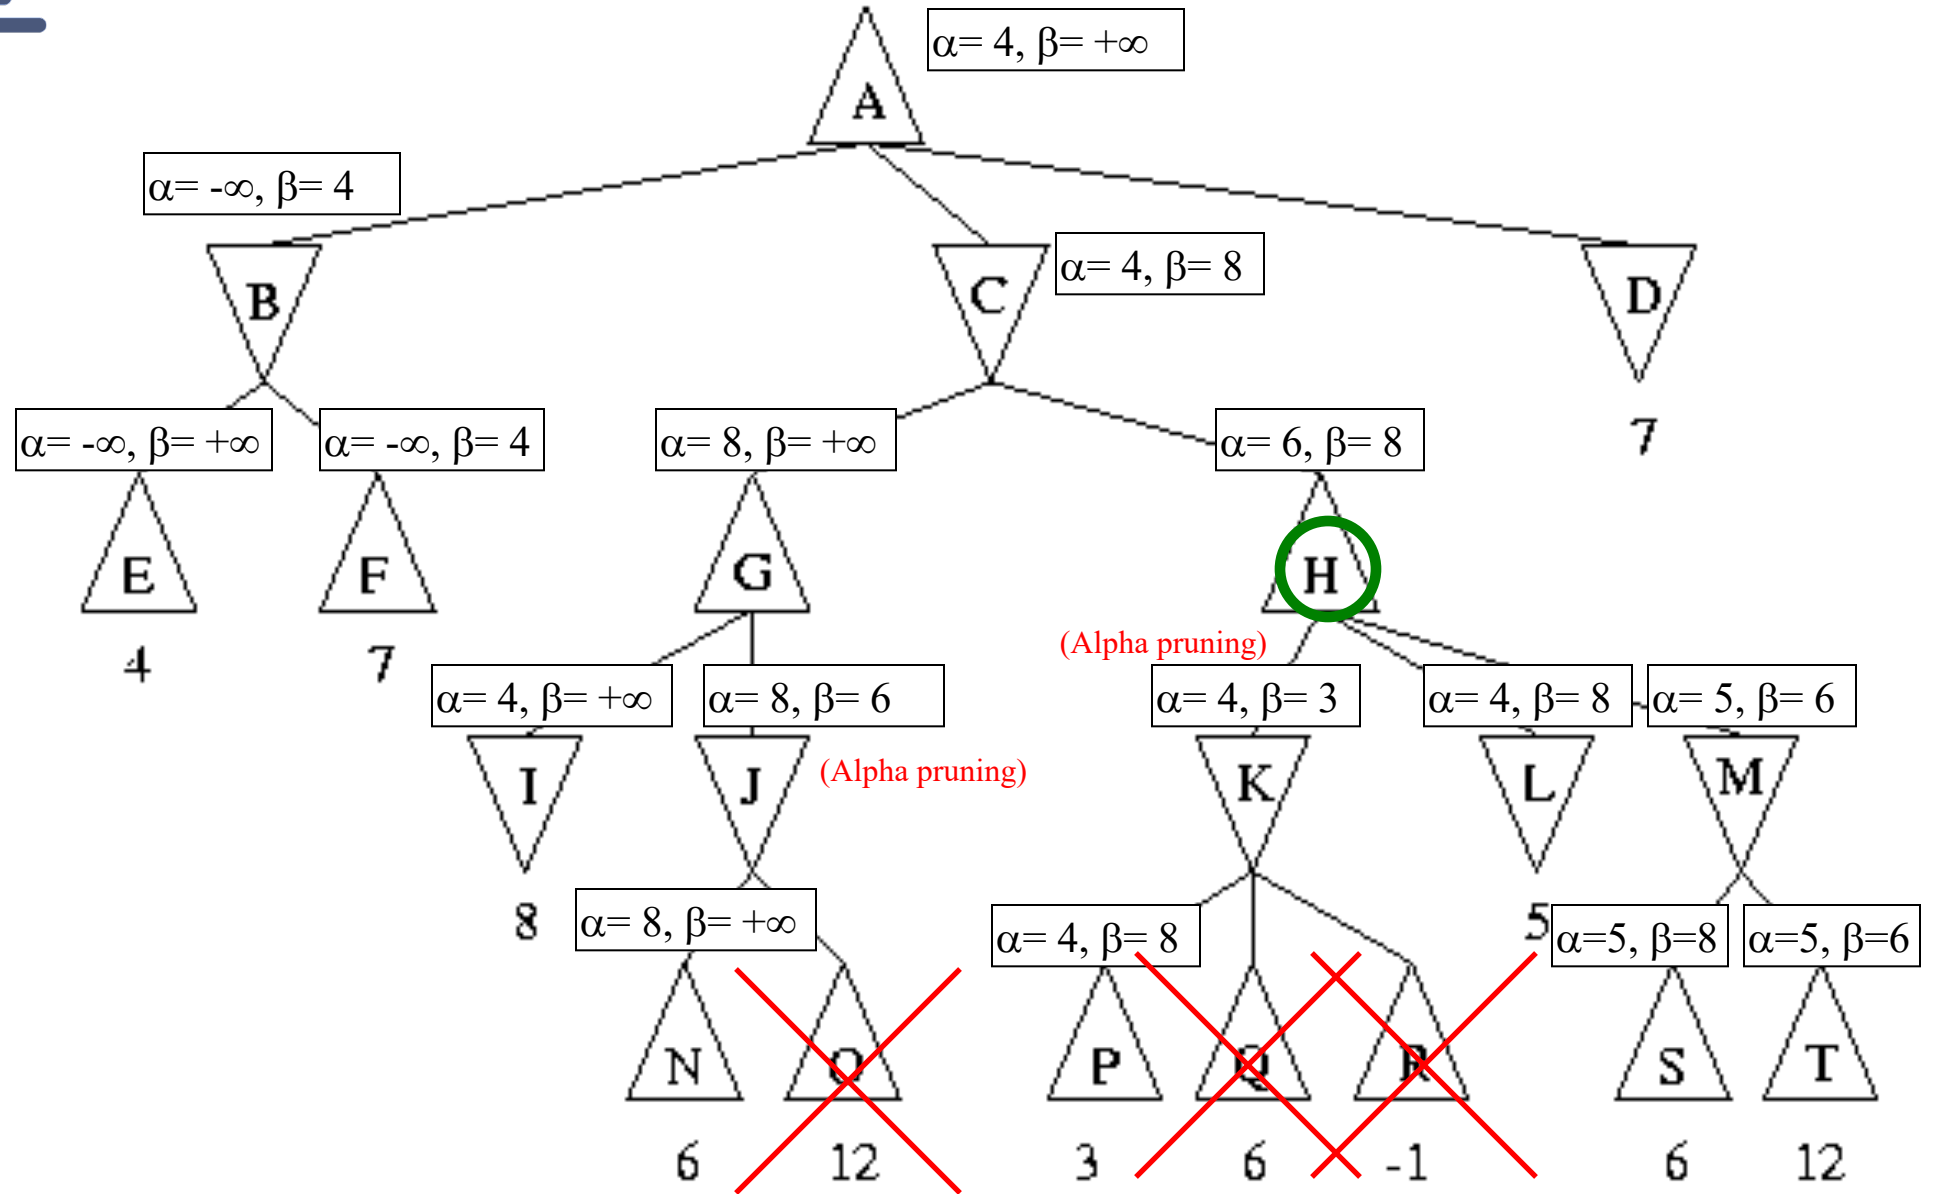 α= 4, β= +∞
A
α= -∞, β= 4
B
C
α= 4, β= 8
D
7
α= -∞, β= +∞
α= -∞, β= 4
α= 8, β= +∞
α= 6, β= 8
E
F
G
H
4
7
(Alpha pruning)
α= 4, β= +∞
α= 8, β= 6
α= 4, β= 3
α= 4, β= 8
α= 5, β= 6
I
J
(Alpha pruning)
K
L
M
8
α= 8, β= +∞
α= 4, β= 8
5
α=5, β=8
α=5, β=6
N
O
P
Q
R
S
T
6
12
3
6
-1
6
12